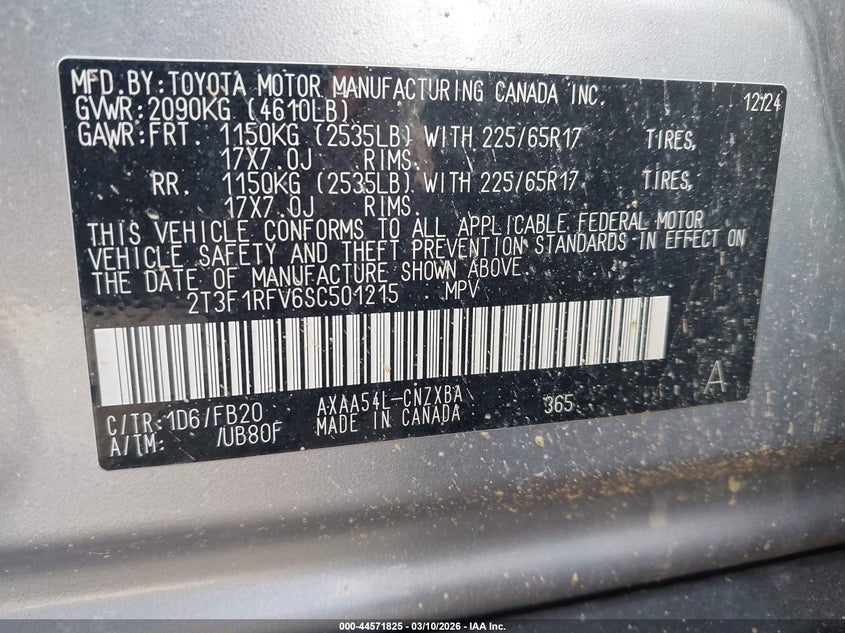 MFD.BY:TOYOTA MOTOR MANUFACTURING CANADA INC. 12/24
GVWR:2090KG (4610LB)
GAWR:FRT. 1150KG (2535LB) WITH 225/65R17 TIRES,
17X7.0J RIMS.
RR. 1150KG (2535LB) WITH 225/65R17 TIRES,
17X7.0J RIMS.
THIS VEHICLE CONFORMS TO ALL APPLICABLE FEDERAL MOTOR
VEHICLE SAFETY AND THEFT PREVENTION STANDARDS IN EFFECT ON
THE DATE OF MANUFACTURE SHOWN ABOVE.
2T3F1RFV6SC501215 MPV
A
C/TR:1D6/FB20 AXAA54L-CNZXBA 365
A/TM: /UB80F MADE IN CANADA
000-44571825 — 03/10/2026 — IAA Inc.